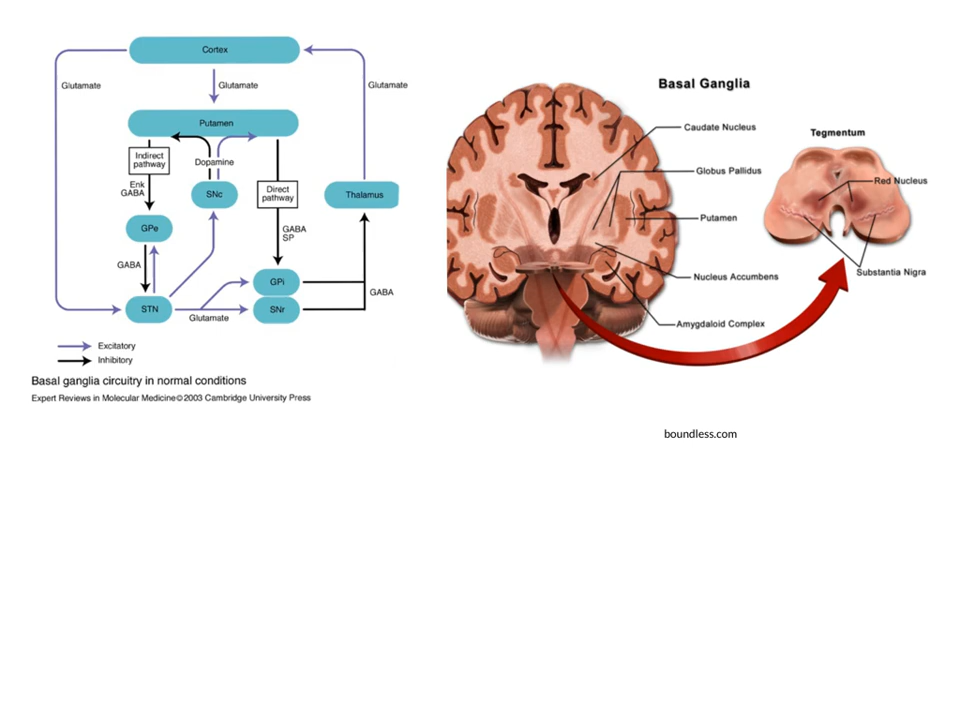 Cortex
Glutamate
Glutamate
Glutamate
Putamen
Indirect
pathway
Dopamine
Enk
GABA
SNc
Direct
pathway
Thalamus
GPe
GABA
SP
GABA
GPi
GABA
STN
SNr
Glutamate
Excitatory
Inhibitory
Basal ganglia circuitry in normal conditions
Expert Reviews in Molecular Medicine©2003 Cambridge University Press
Basal Ganglia
Caudate Nucleus
Globus Pallidus
Putamen
Nucleus Accumbens
Amygdaloid Complex
Tegmentum
Red Nucleus
Substantia Nigra
boundless.com